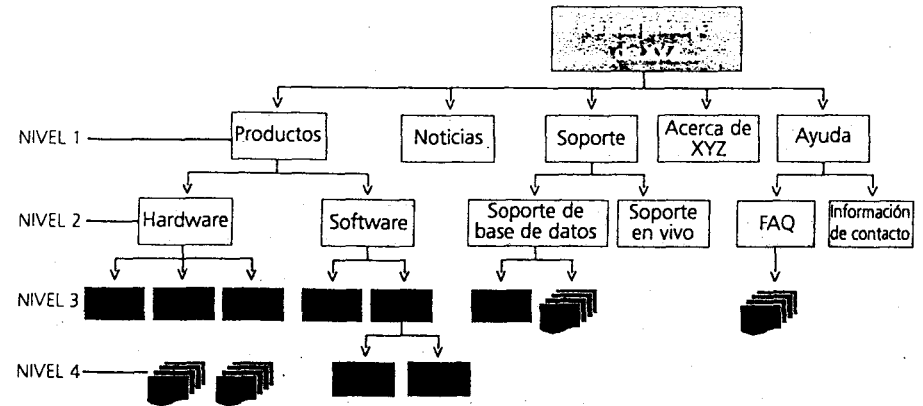 NIVEL 1
Productos
Noticias
Soporte
Acerca de
XYZ
Ayuda
NIVEL 2
Hardware
Software
Soporte de
base de datos
Soporte
en vivo
FAQ
Información
de contacto
NIVEL 3
NIVEL 4